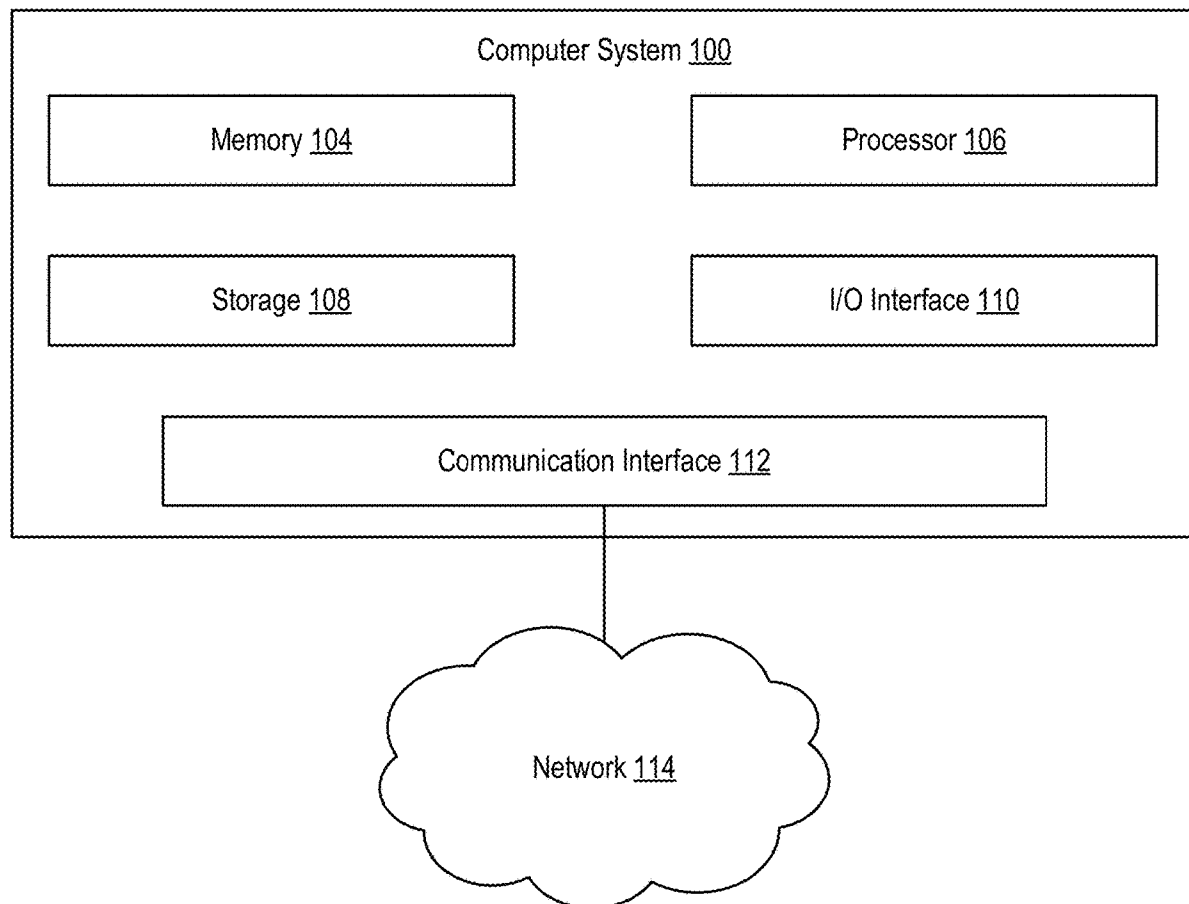 Computer System 100
Memory 104
Processor 106
Storage 108
I/O Interface 110
Communication Interface 112
Network 114